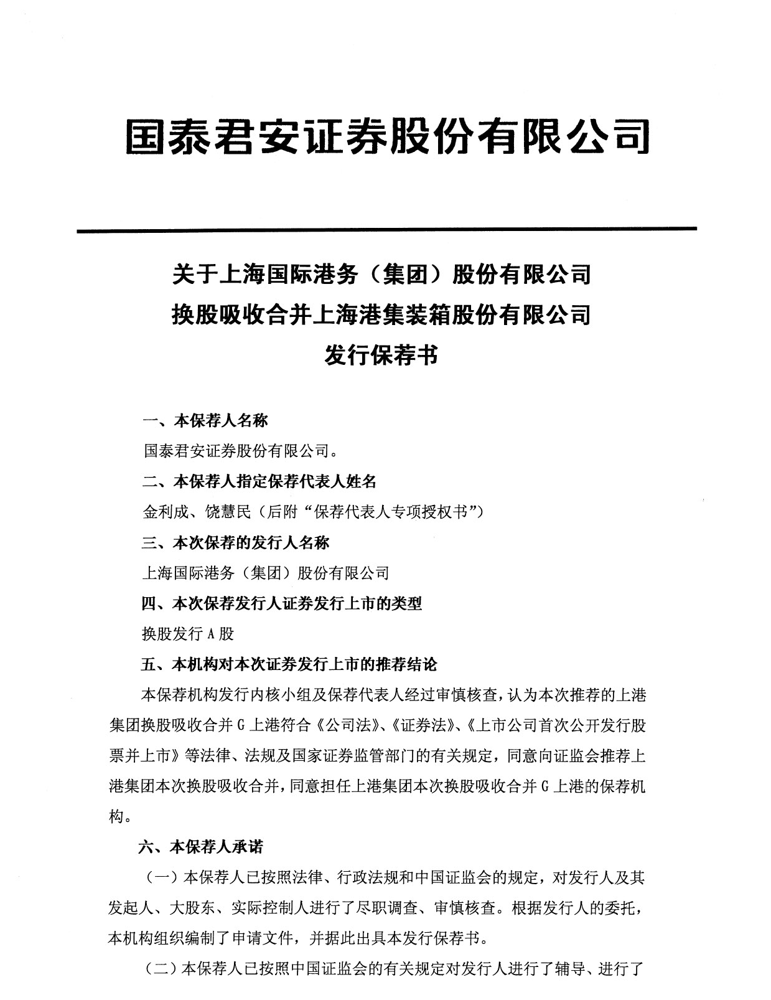 国泰君安证券股份有限公司
关于上海国际港务（集团）股份有限公司
换股吸收合并上海港集装箱股份有限公司
发行保荐书
一、本保荐人名称
国泰君安证券股份有限公司。
二、本保荐人指定保荐代表人姓名
金利成、饶慧民（后附“保荐代表人专项授权书”）
三、本次保荐的发行人名称
上海国际港务（集团）股份有限公司
四、本次保荐发行人证券发行上市的类型
换股发行 A 股
五、本机构对本次证券发行上市的推荐结论
本保荐机构发行内核小组及保荐代表人经过审慎核查，认为本次推荐的上港
集团换股吸收合并 G 上港符合《公司法》、《证券法》、《上市公司首次公开发行股
票并上市》等法律、法规及国家证券监管部门的有关规定，同意向证监会推荐上
港集团本次换股吸收合并，同意担任上港集团本次换股吸收合并 G 上港的保荐机
构。
六、本保荐人承诺
（一）本保荐人已按照法律、行政法规和中国证监会的规定，对发行人及其
发起人、大股东、实际控制人进行了尽职调查、审慎核查。根据发行人的委托，
本机构组织编制了申请文件，并据此出具本发行保荐书。
（二）本保荐人已按照中国证监会的有关规定对发行人进行了辅导、进行了